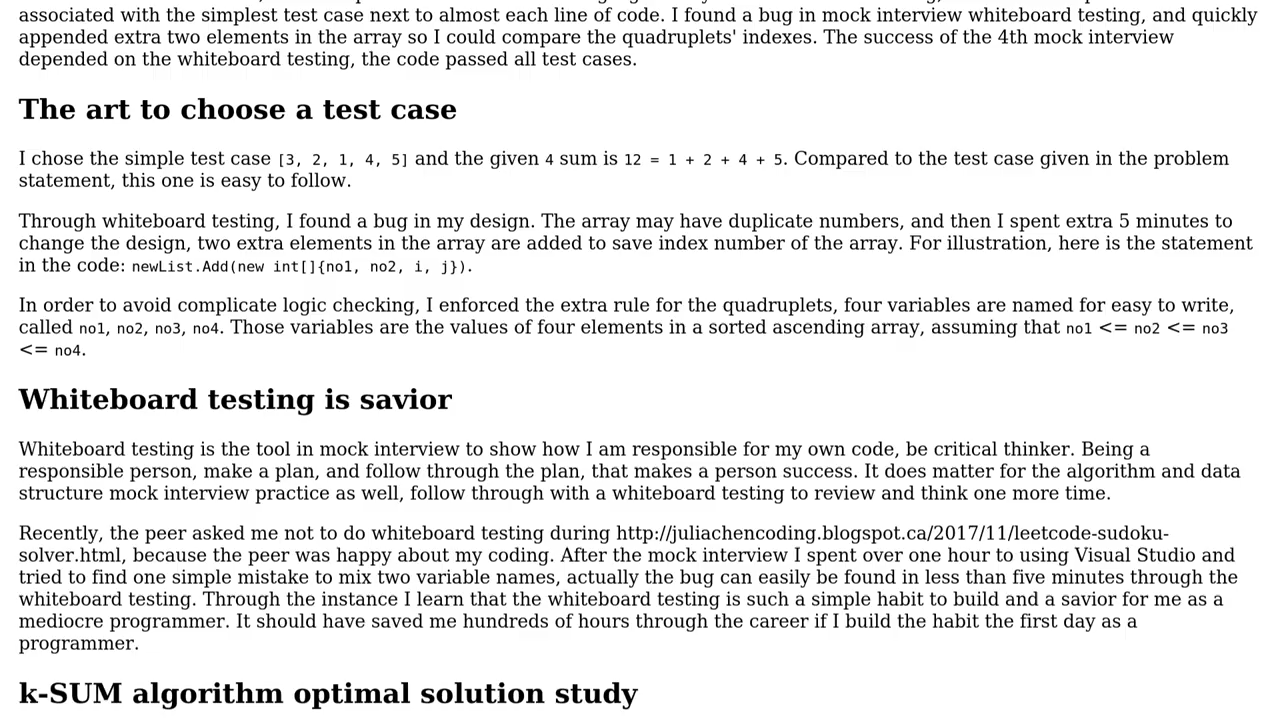 associated with the simplest test case next to almost each line of code. I found a bug in mock interview whiteboard testing, and quickly
appended extra two elements in the array so I could compare the quadruplets' indexes. The success of the 4th mock interview
depended on the whiteboard testing, the code passed all test cases.
The art to choose a test case
I chose the simple test case [3, 2, 1, 4, 5] and the given 4 sum is 12 = 1 + 2 + 4 + 5. Compared to the test case given in the problem
statement, this one is easy to follow.
Through whiteboard testing, I found a bug in my design. The array may have duplicate numbers, and then I spent extra 5 minutes to
change the design, two extra elements in the array are added to save index number of the array. For illustration, here is the statement
in the code: newList.Add(new int[]{no1, no2, i, j}).
In order to avoid complicate logic checking, I enforced the extra rule for the quadruplets, four variables are named for easy to write,
called no1, no2, no3, no4. Those variables are the values of four elements in a sorted ascending array, assuming that no1 <= no2 <= no3
<= no4.
Whiteboard testing is savior
Whiteboard testing is the tool in mock interview to show how I am responsible for my own code, be critical thinker. Being a
responsible person, make a plan, and follow through the plan, that makes a person success. It does matter for the algorithm and data
structure mock interview practice as well, follow through with a whiteboard testing to review and think one more time.
Recently, the peer asked me not to do whiteboard testing during http://juliachencoding.blogspot.ca/2017/11/leetcode-sudoku-
solver.html, because the peer was happy about my coding. After the mock interview I spent over one hour to using Visual Studio and
tried to find one simple mistake to mix two variable names, actually the bug can easily be found in less than five minutes through the
whiteboard testing. Through the instance I learn that the whiteboard testing is such a simple habit to build and a savior for me as a
mediocre programmer. It should have saved me hundreds of hours through the career if I build the habit the first day as a
programmer.
k-SUM algorithm optimal solution study